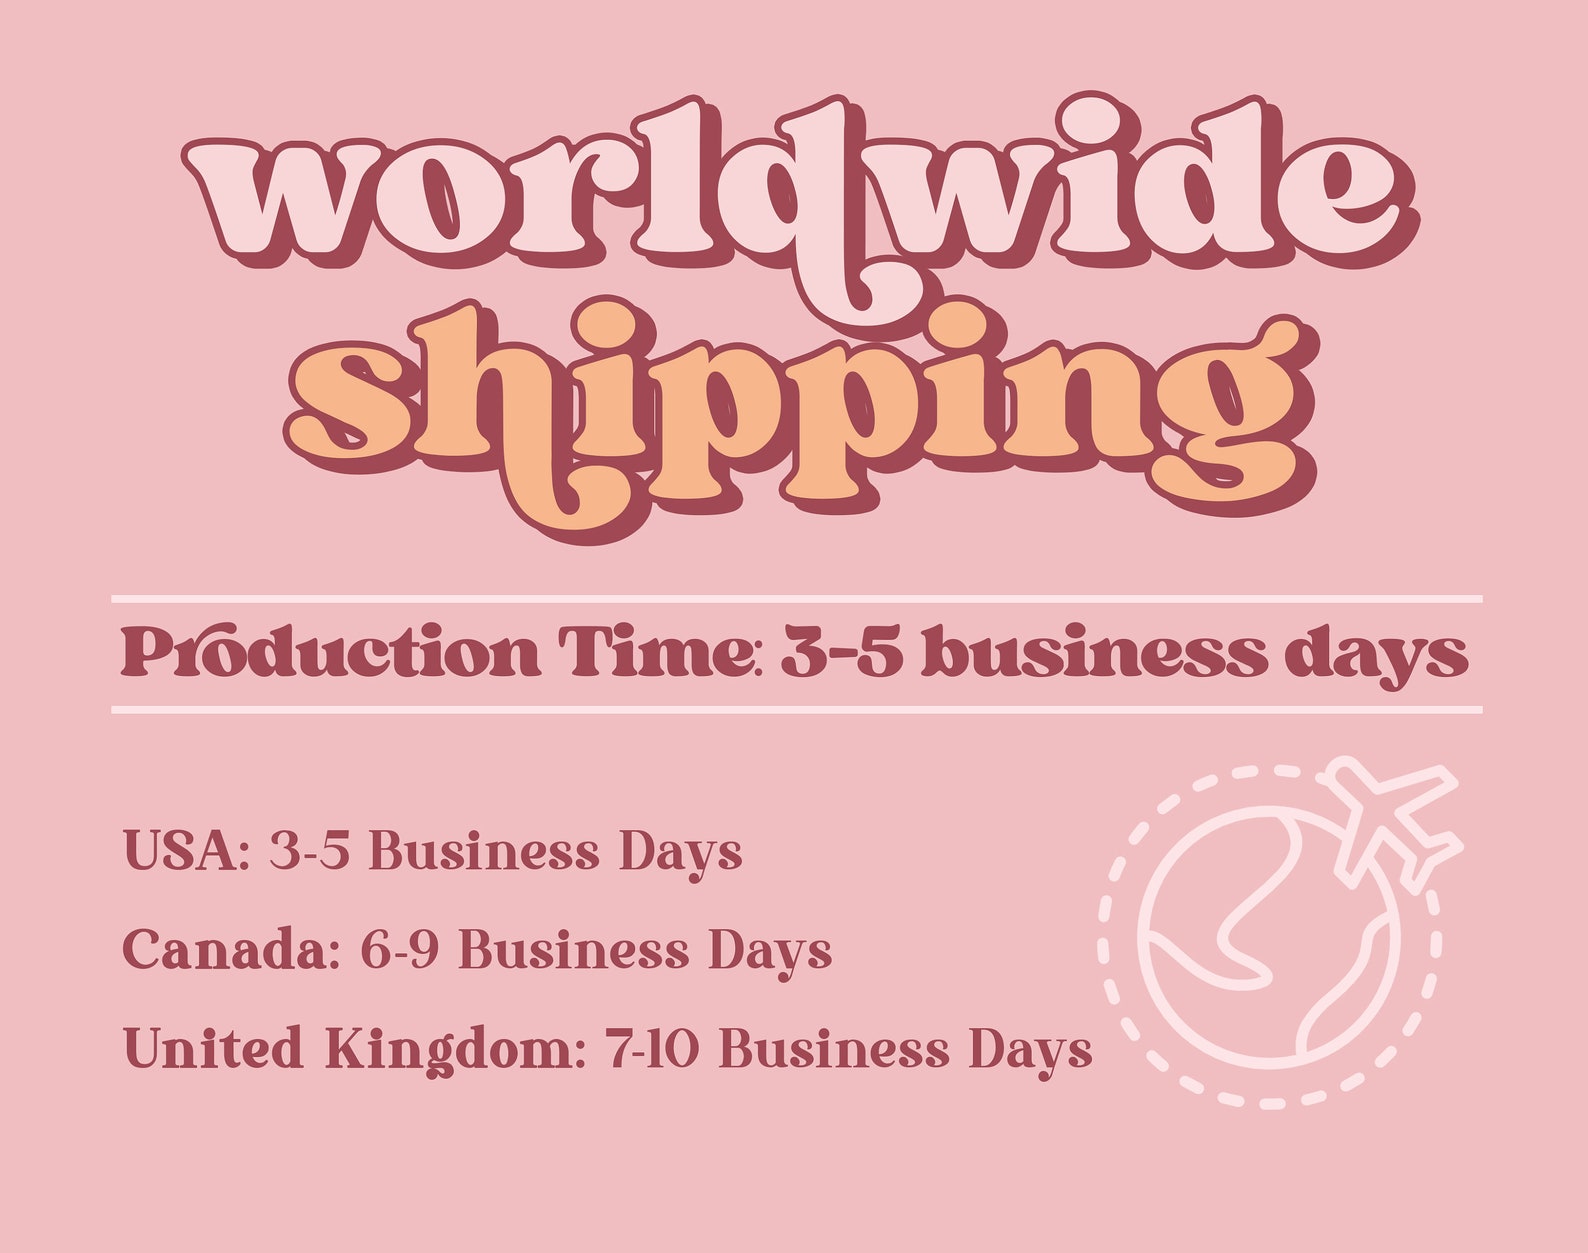 worldwide
shipping
Production Time: 3-5 business days
USA: 3-5 Business Days
Canada: 6-9 Business Days
United Kingdom: 7-10 Business Days